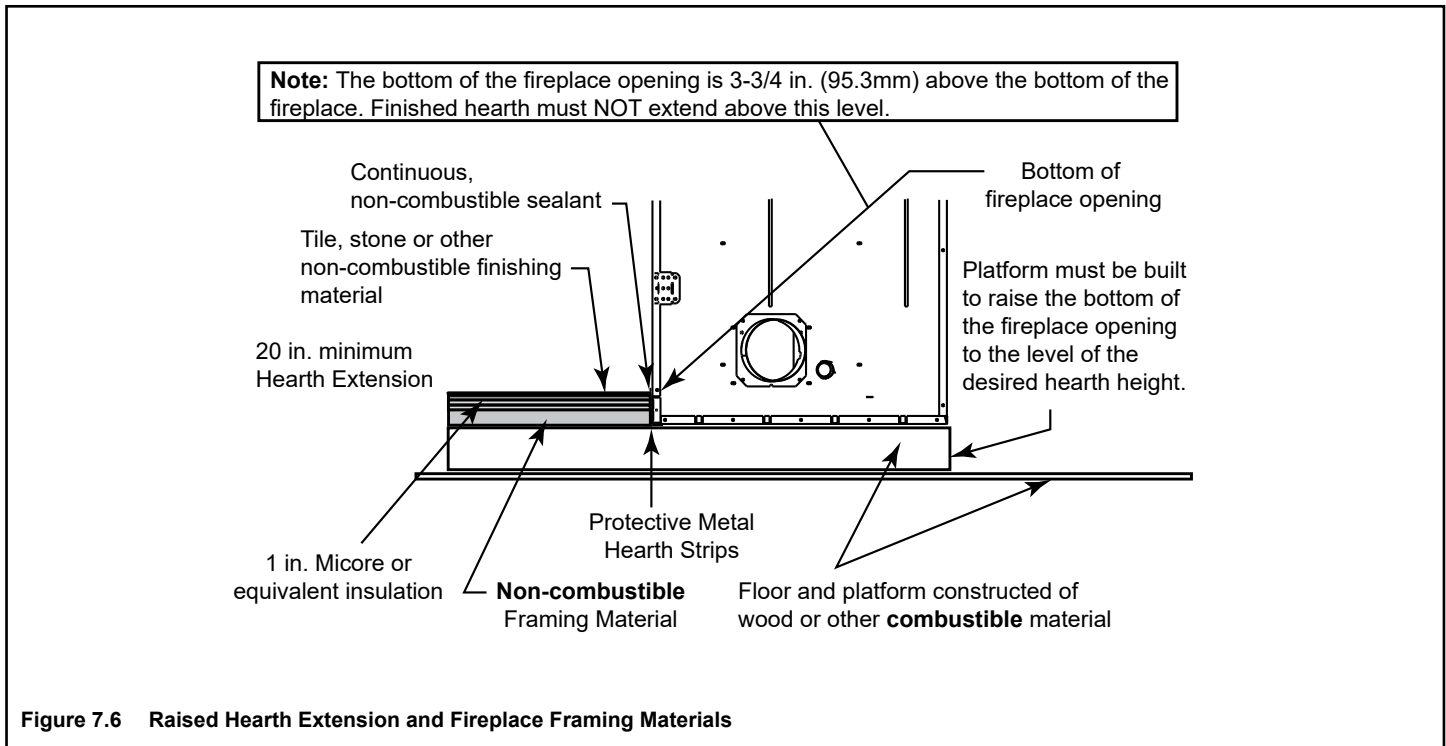 Note: The bottom of the fireplace opening is 3-3/4 in. (95.3mm) above the bottom of the
fireplace. Finished hearth must NOT extend above this level.
Continuous,
non-combustible sealant
Bottom of
fireplace opening
Tile, stone or other
non-combustible finishing
material
Platform must be built
to raise the bottom of
the fireplace opening
to the level of the
desired hearth height.
20 in. minimum
Hearth Extension
Protective Metal
Hearth Strips
1 in. Micore or
equivalent insulation
Non-combustible
Framing Material
Floor and platform constructed of
wood or other combustible material
Figure 7.6 Raised Hearth Extension and Fireplace Framing Materials